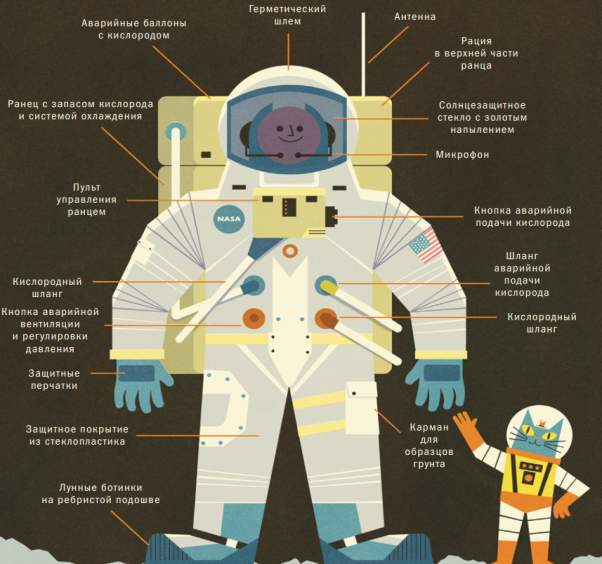 Герметический
шлем
Антенна
Аварийные баллоны
с кислородом
Рация
в верхней части
ранца
Ранец с запасом кислорода
и системой охлаждения
Солнцезащитное
стекло с золотым
напылением
Микрофон
Пульт
управления
ранцем
NASA
Кнопка аварийной
подачи кислорода
Шланг
аварийной
подачи
кислорода
Кислородный
шланг
Кнопка аварийной
вентиляции
и регулировки
давления
Кислородный
шланг
Защитные
перчатки
Защитное покрытие
из стеклопластика
Карман
для
образцов
грунта
Лунные ботинки
на ребристой подошве